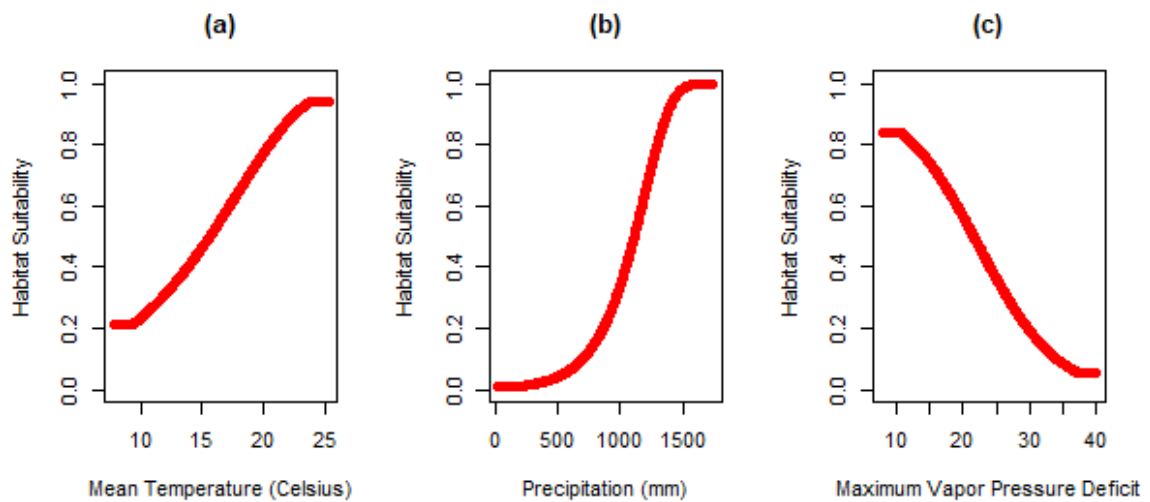 (a)
Habitat Suitability
0.0 0.2 0.4 0.6 0.8 1.0
10 15 20 25
Mean Temperature (Celsius)
(b)
Habitat Suitability
0.0 0.2 0.4 0.6 0.8 1.0
0 500 1000 1500
Precipitation (mm)
(c)
Habitat Suitability
0.0 0.2 0.4 0.6 0.8 1.0
10 20 30 40
Maximum Vapor Pressure Deficit